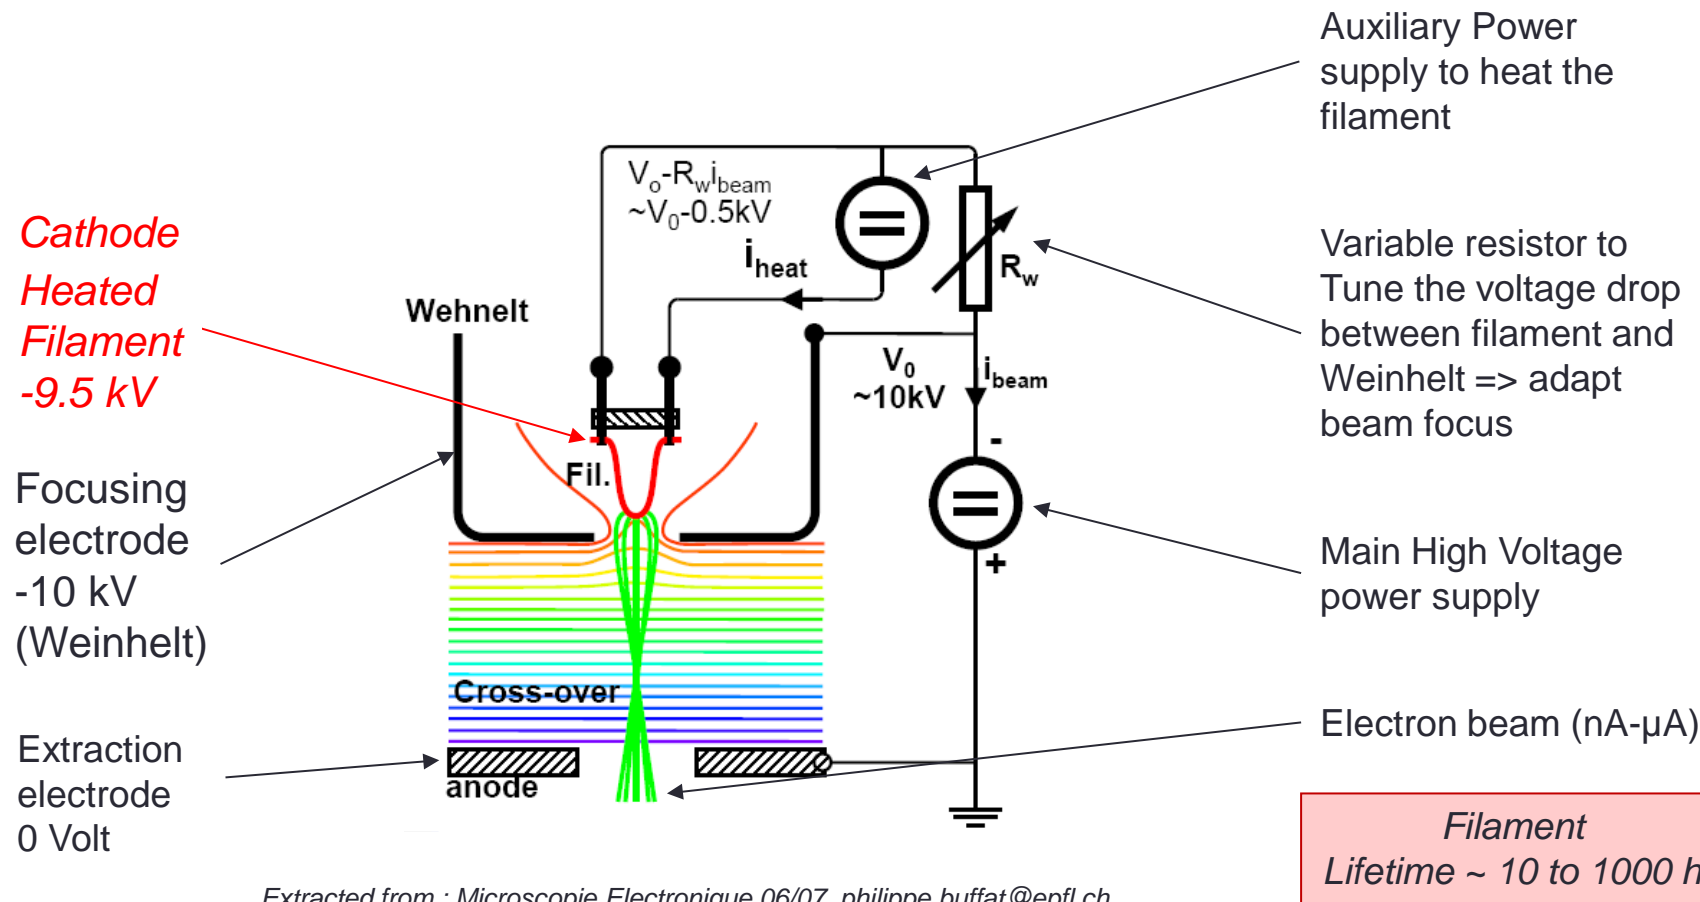 Auxiliary Power
supply to heat the
filament
Vo-Rwibeam
~V0-0.5kV
iheat
Rw
Cathode
Heated
Filament
-9.5 kV
Wehnelt
Variable resistor to
Tune the voltage drop
between filament and
Weinhelt => adapt
beam focus
V0
~10kV
ibeam
-
Fil.
Focusing
electrode
-10 kV
(Weinhelt)
+
Main High Voltage
power supply
Cross-over
Electron beam (nA-µA)
Extraction
electrode
0 Volt
anode
Filament
Lifetime ~ 10 to 1000 h
Extracted from : Microscopie Electronique 06/07, philippe.buffat@epfl.ch